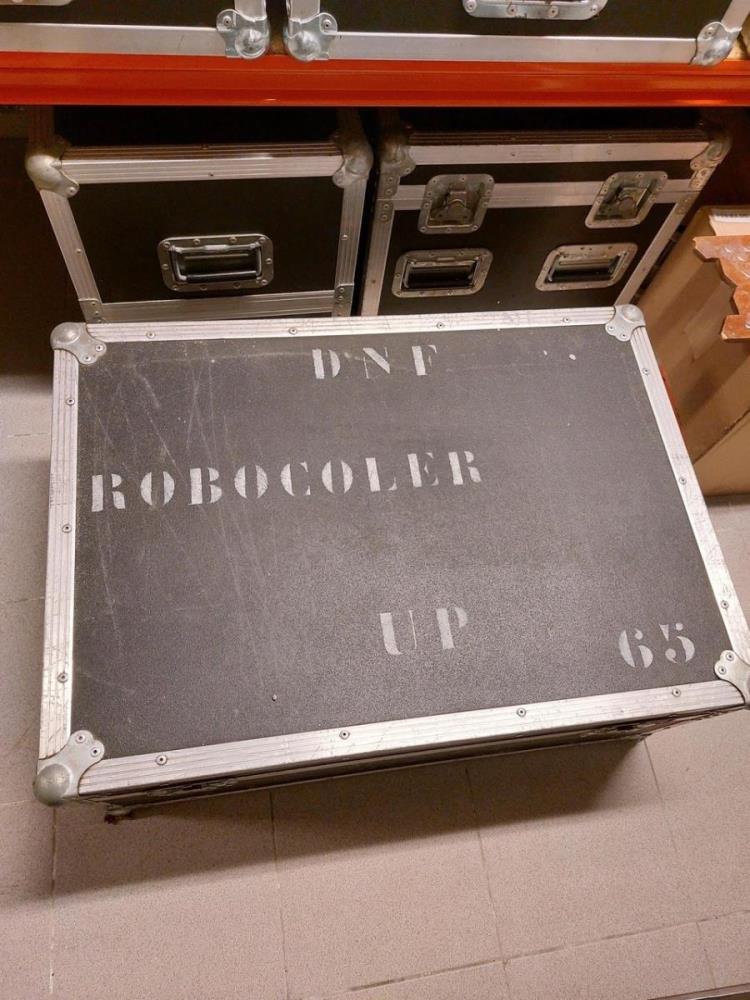 DNF
ROBOCOLER
UP
65